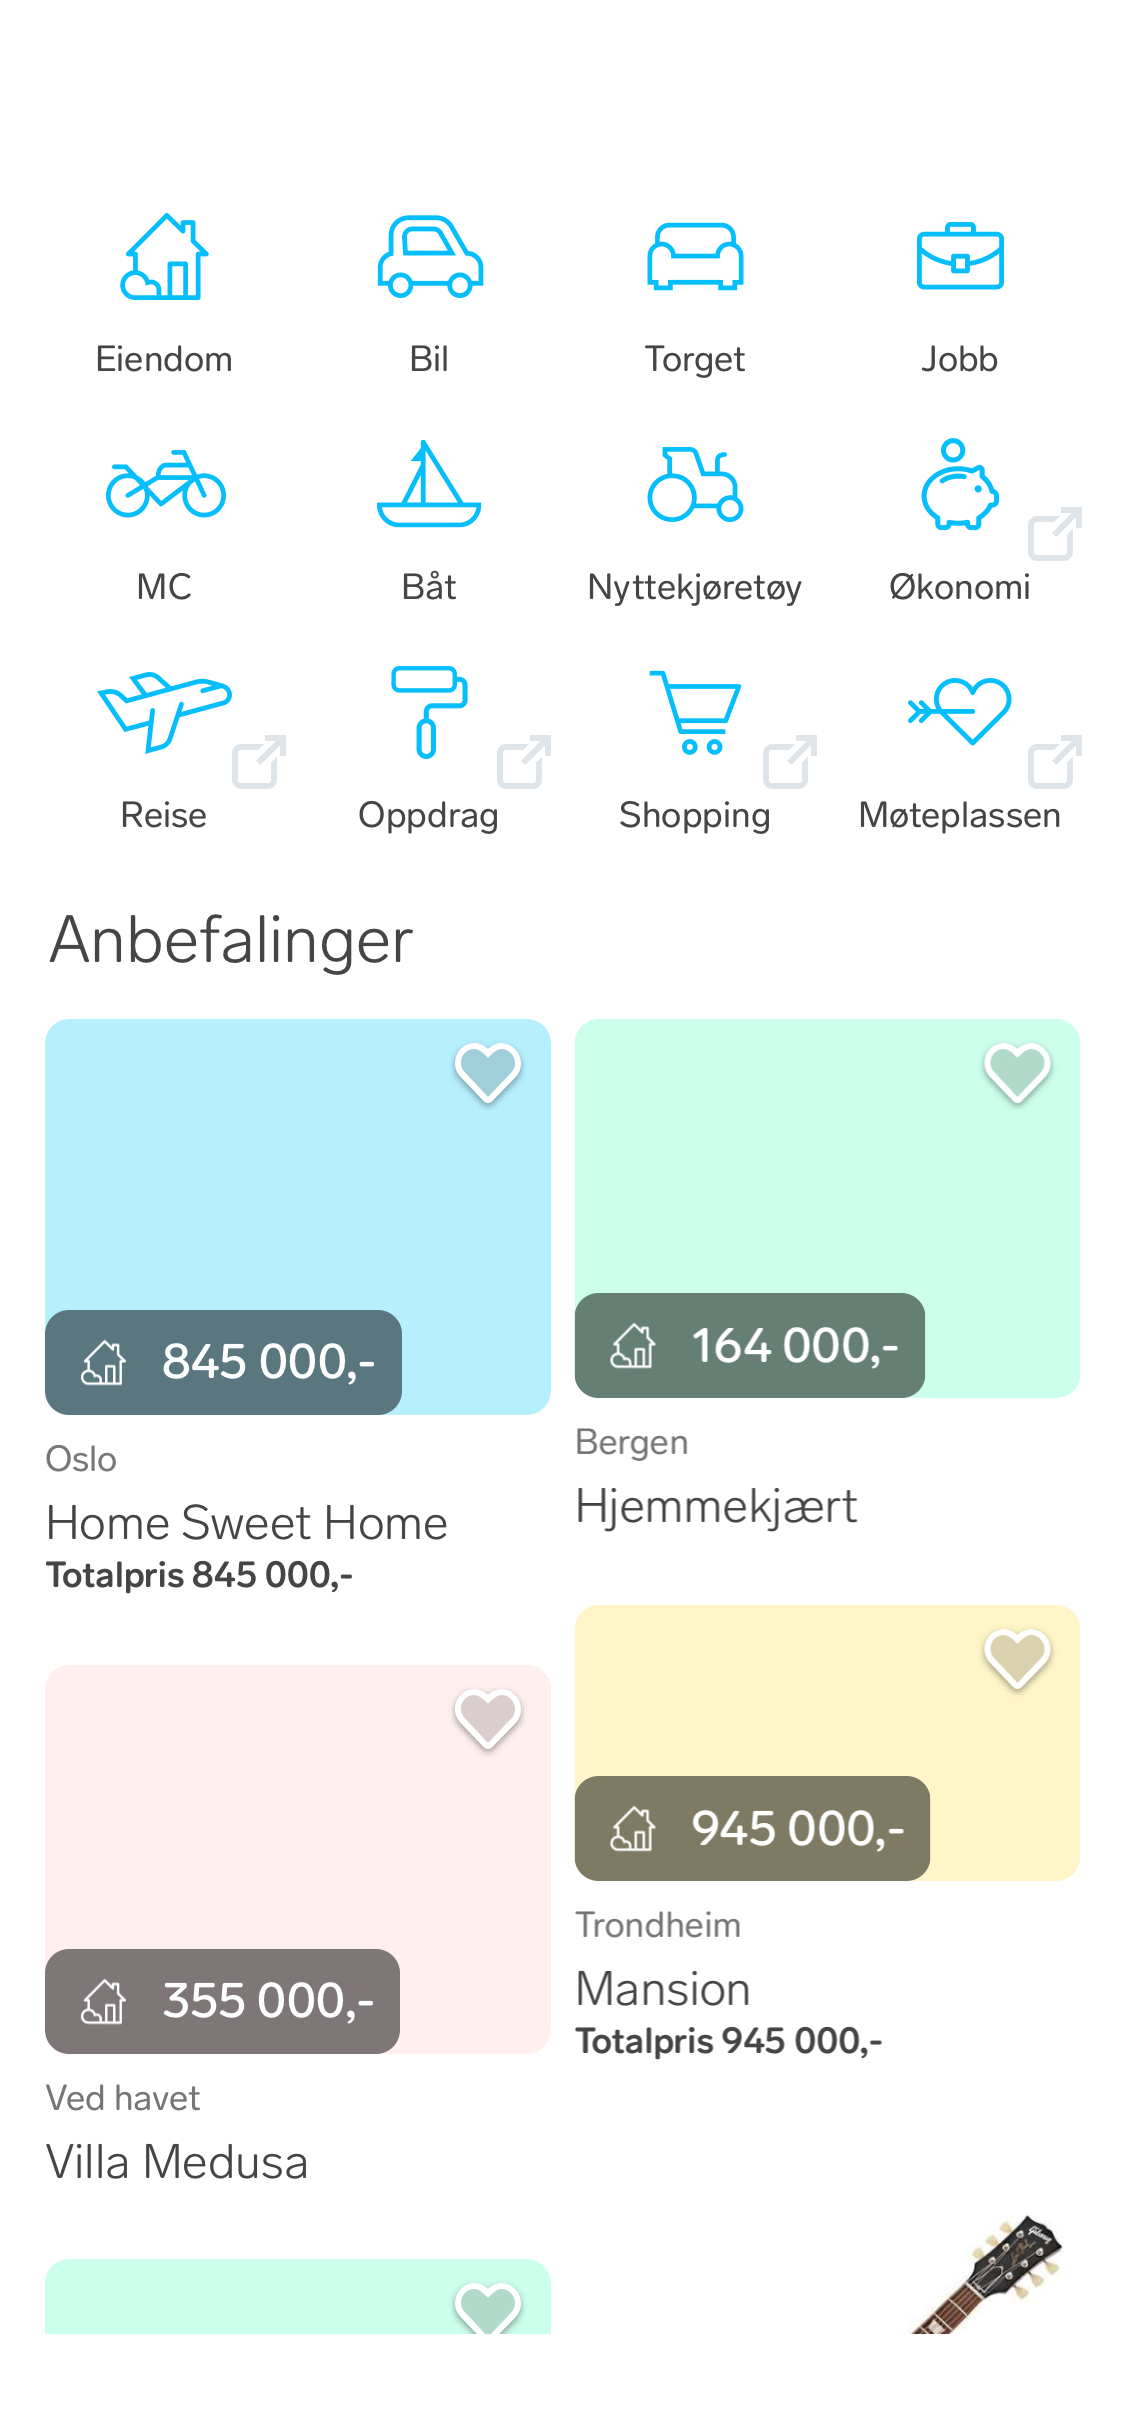 Eiendom
Bil
Torget
Jobb
MC
Båt
Nyttekjøretøy
Økonomi
Reise
Oppdrag
Shopping
Møteplassen
Anbefalinger
845 000,-
Oslo
Home Sweet Home
Totalpris 845 000,-
164 000,-
Bergen
Hjemmekjært
355 000,-
Ved havet
Villa Medusa
945 000,-
Trondheim
Mansion
Totalpris 945 000,-
Gibson